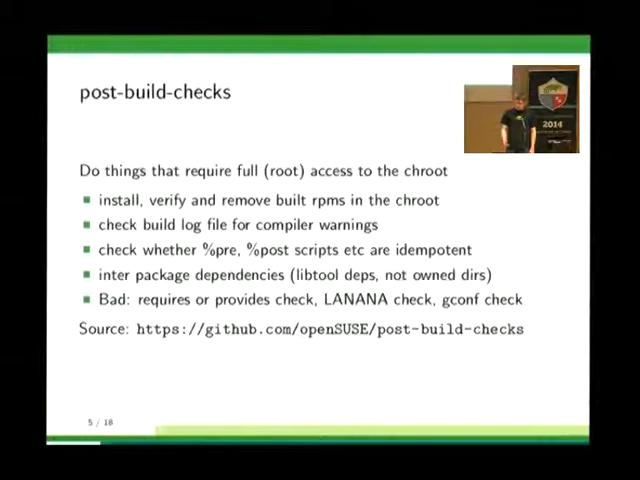 post-build-checks
2014
Do things that require full (root) access to the chroot
install, verify and remove built rpms in the chroot
check build log file for compiler warnings
check whether %pre, %post scripts etc are idempotent
inter package dependencies (libtool deps, not owned dirs)
Bad: requires or provides check, LANANA check, gconf check
Source: https://github.com/openSUSE/post-build-checks
5 / 18